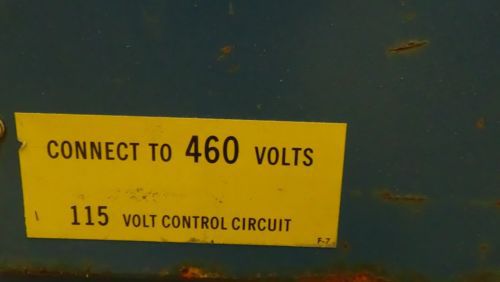 CONNECT TO 460 VOLTS
115 VOLT CONTROL CIRCUIT
F-7